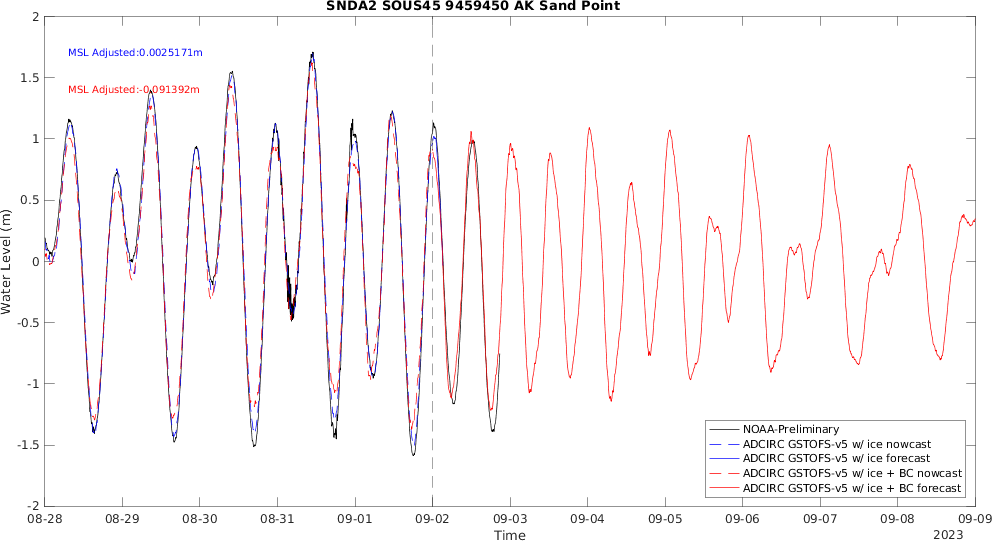 SNDA2 SOUS45 9459450 AK Sand Point
MSL Adjusted:0.0025171m
MSL Adjusted:-0.091392m
Water Level (m)
2
1.5
1
0.5
0
-0.5
-1
-1.5
-2
NOAA-Preliminary
ADCIRC GSTOFS-v5 w/ ice nowcast
ADCIRC GSTOFS-v5 w/ ice forecast
ADCIRC GSTOFS-v5 w/ ice + BC nowcast
ADCIRC GSTOFS-v5 w/ ice + BC forecast
08-28 08-29 08-30 08-31 09-01 09-02 09-03 09-04 09-05 09-06 09-07 09-08 09-09
Time
2023